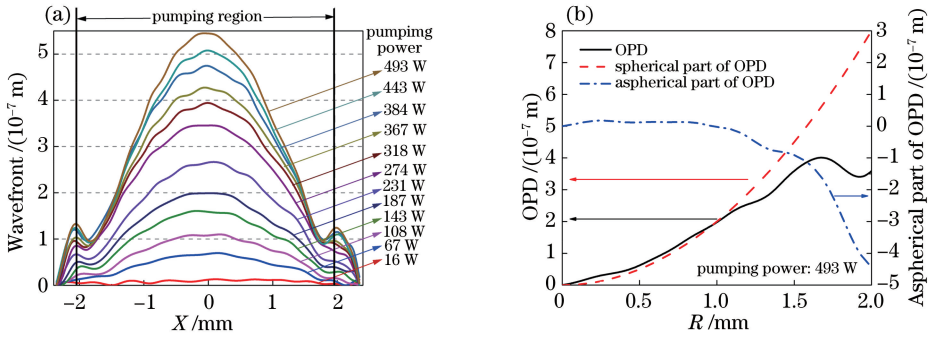 (a)
pumping region
Wavefront /(10⁻⁷ m)
5
4
3
2
1
0
−2
−1
0
1
2
X /mm
pumping
power
493 W
443 W
384 W
367 W
318 W
274 W
231 W
187 W
143 W
108 W
67 W
16 W
(b)
OPD /(10⁻⁷ m)
8
7
6
5
4
3
2
1
0
OPD
spherical part of OPD
aspherical part of OPD
pumping power: 493 W
0
0.5
1.0
1.5
2.0
R /mm
3
2
1
0
−1
−2
−3
−4
−5
Aspherical part of OPD /(10⁻⁷ m)